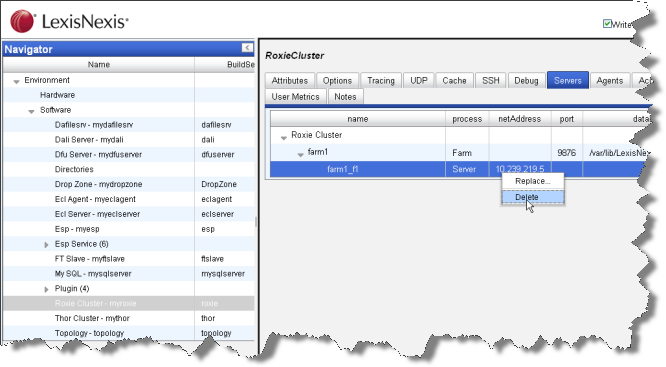 LexisNexis®
Write
Navigator
Name BuildSe
Environment
Hardware
Software
Dafilesrv - mydafilesrv dafilesrv
Dali Server - mydali dali
Dfu Server - mydfuserver dfuserver
Directories
Drop Zone - mydropzone DropZone
Ecl Agent - myeclagent eclagent
Ecl Server - myeclserver eclserver
Esp - myesp esp
Esp Service (6)
FT Slave - myftslave ftslave
My SQL - mysqlserver mysqlserver
Plugin (4)
Roxie Cluster - myroxie roxie
Thor Cluster - mythor thor
Topology - topology topology
RoxieCluster
Attributes Options Tracing UDP Cache SSH Debug Servers Agents
User Metrics Notes
name process netAddress port data
Roxie Cluster
farm1 Farm 9876 /var/lib/LexisNe
farm1_f1 Server 10.239.219.5
Replace...
Delete